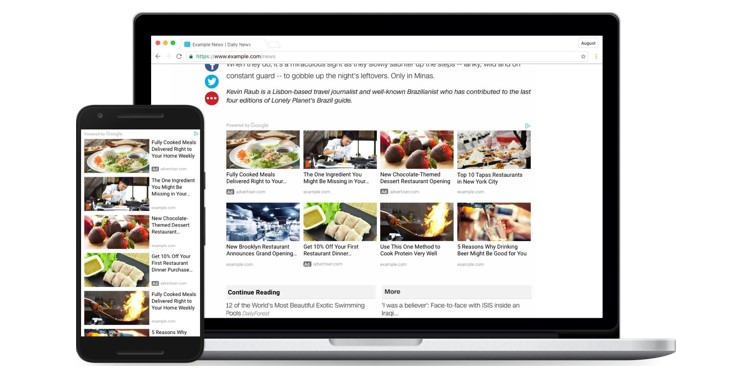 Example News | Daily News
August
https://www.example.com/news
When they do, it's a miraculous sight as they slowly saunter up the steps -- lanky, wild and on
constant guard -- to gobble up the night's leftovers. Only in Minas.
Kevin Raub is a Lisbon-based travel journalist and well-known Brazilianist who has contributed to the last
four editions of Lonely Planet's Brazil guide.
Powered by Google
Fully Cooked Meals
Delivered Right to Your...
Ad advertiser.com
The One Ingredient You
Might Be Missing in Your...
example.com
New Chocolate-Themed
Dessert Restaurant Opening
Ad advertiser.com
Top 10 Tapas Restaurants
in New York City
example.com
New Brooklyn Restaurant
Announces Grand Opening...
example.com
Get 10% Off Your First
Restaurant Dinner...
Ad advertiser.com
Use This One Method to
Cook Protein Very Well
example.com
5 Reasons Why Drinking
Beer Might Be Good for You
example.com
Continue Reading
12 of the World's Most Beautiful Exotic Swimming
Pools DailyForest
More
'I was a believer': Face-to-face with ISIS inside an
Iraqi...
Powered by Google
Fully Cooked Meals
Delivered Right to
Your Home Weekly
Ad advertiser.com
The One Ingredient
You Might Be
Missing in Your...
example.com
New Chocolate-
Themed Dessert
Restaurant...
example.com
Get 10% Off Your
First Restaurant
Dinner Purchase...
Ad advertiser.com
Fully Cooked Meals
Delivered Right to
Your Home Weekly
example.com
5 Reasons Why